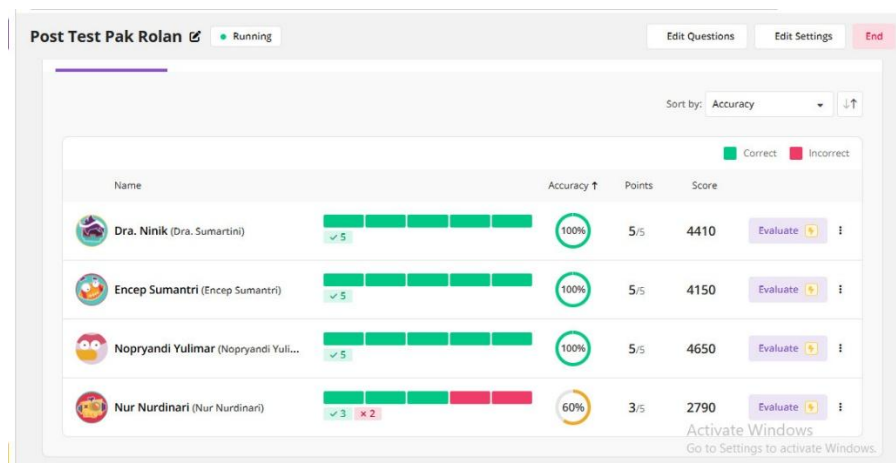 Post Test Pak Rolan Running Edit Questions Edit Settings End
Sort by: Accuracy
Correct Incorrect
Name Accuracy Points Score
Dra. Ninik (Dra. Sumartini) ✓ 5 100% 5/5 4410 Evaluate
Encep Sumantri (Encep Sumantri) ✓ 5 100% 5/5 4150 Evaluate
Nopryandi Yulimar (Nopryandi Yuli... ✓ 5 100% 5/5 4650 Evaluate
Nur Nurdinari (Nur Nurdinari) ✓ 3 × 2 60% 3/5 2790 Evaluate
Activate Windows
Go to Settings to activate Windows.